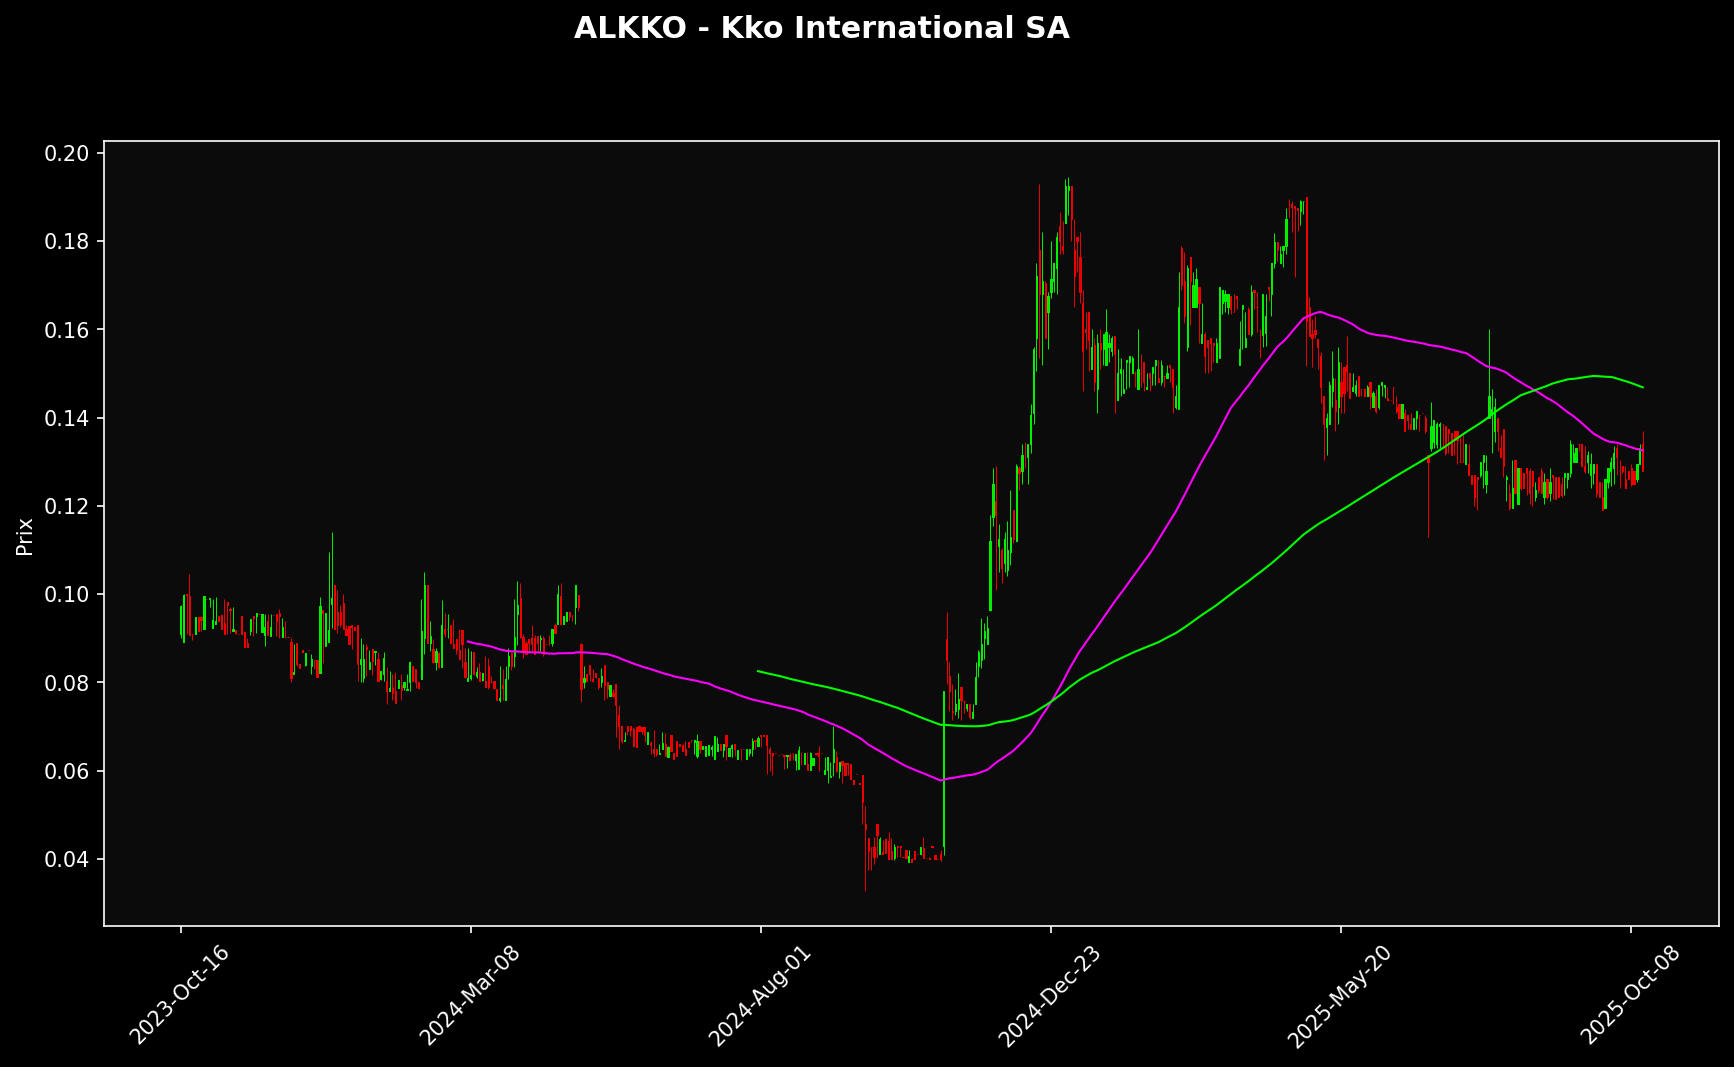 ALKKO - Kko International SA
Prix
0.20
0.18
0.16
0.14
0.12
0.10
0.08
0.06
0.04
2023-Oct-16
2024-Mar-08
2024-Aug-01
2024-Dec-23
2025-May-20
2025-Oct-08